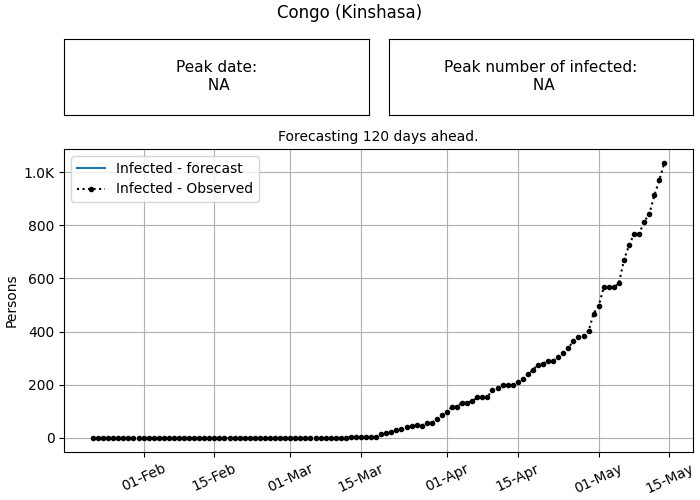 Congo (Kinshasa)
Peak date:
NA
Peak number of infected:
NA
Forecasting 120 days ahead.
Infected - forecast
Infected - Observed
1.0K
800
600
400
200
0
Persons
01-Feb
15-Feb
01-Mar
15-Mar
01-Apr
15-Apr
01-May
15-May